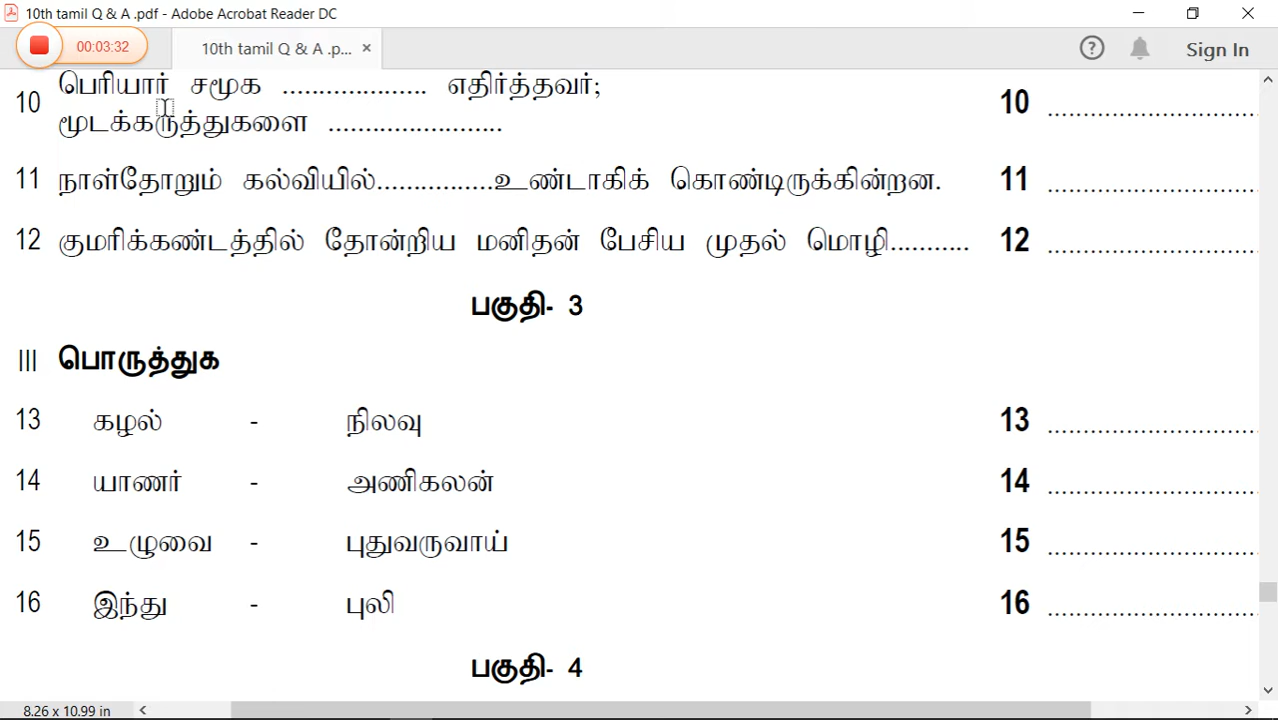 10th tamil Q & A .pdf - Adobe Acrobat Reader DC
00:03:32
10th tamil Q & A .p... ×
Sign In
10 பெரியார் சமூக ................... எதிர்த்தவர்; 10 ..............................
மூடக்கருத்துகளை .......................
11 நாள்தோறும் கல்வியில்................உண்டாகிக் கொண்டிருக்கின்றன. 11 ..............................
12 குமரிக்கண்டத்தில் தோன்றிய மனிதன் பேசிய முதல் மொழி........... 12 ..............................
பகுதி- 3
III பொருத்துக
13 கழல் - நிலவு 13 ..............................
14 யாணர் - அணிகலன் 14 ..............................
15 உழுவை - புதுவருவாய் 15 ..............................
16 இந்து - புலி 16 ..............................
பகுதி- 4
8.26 x 10.99 in